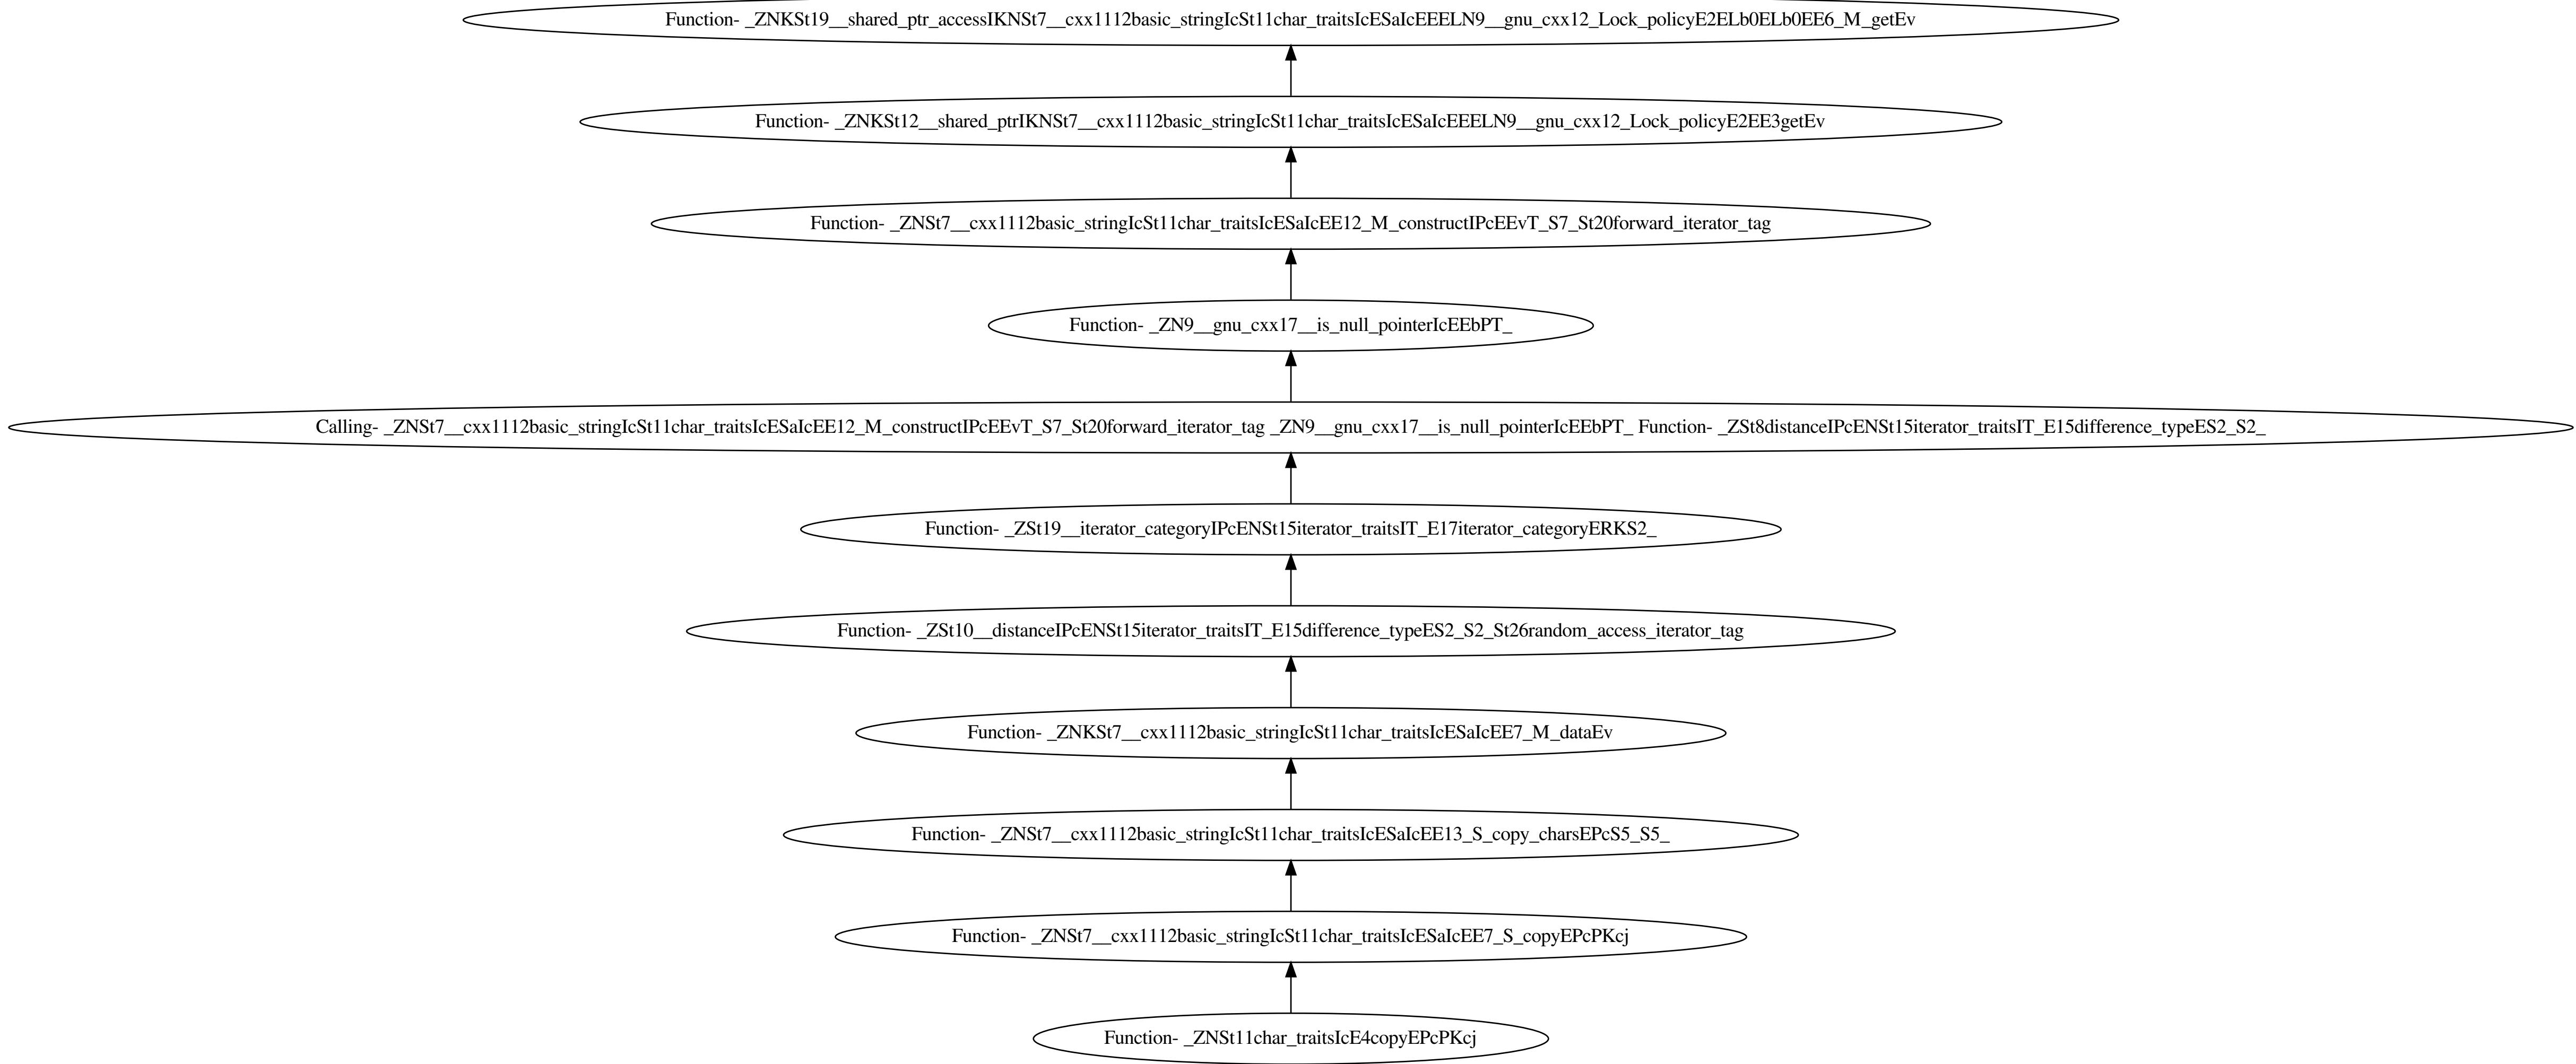 Function- _ZNKSt19__shared_ptr_accessIKNSt7__cxx1112basic_stringIcSt11char_traitsIcESaIcEEELN9__gnu_cxx12_Lock_policyE2ELb0ELb0EE6_M_getEv
Function- _ZNKSt12__shared_ptrIKNSt7__cxx1112basic_stringIcSt11char_traitsIcESaIcEEELN9__gnu_cxx12_Lock_policyE2EE3getEv
Function- _ZNSt7__cxx1112basic_stringIcSt11char_traitsIcESaIcEE12_M_constructIPcEEvT_S7_St20forward_iterator_tag
Function- _ZN9__gnu_cxx17__is_null_pointerIcEEbPT_
Calling- _ZNSt7__cxx1112basic_stringIcSt11char_traitsIcESaIcEE12_M_constructIPcEEvT_S7_St20forward_iterator_tag _ZN9__gnu_cxx17__is_null_pointerIcEEbPT_ Function- _ZSt8distanceIPcENSt15iterator_traitsIT_E15difference_typeES2_S2_
Function- _ZSt19__iterator_categoryIPcENSt15iterator_traitsIT_E17iterator_categoryERKS2_
Function- _ZSt10__distanceIPcENSt15iterator_traitsIT_E15difference_typeES2_S2_St26random_access_iterator_tag
Function- _ZNKSt7__cxx1112basic_stringIcSt11char_traitsIcESaIcEE7_M_dataEv
Function- _ZNSt7__cxx1112basic_stringIcSt11char_traitsIcESaIcEE13_S_copy_charsEPcS5_S5_
Function- _ZNSt7__cxx1112basic_stringIcSt11char_traitsIcESaIcEE7_S_copyEPcPKcj
Function- _ZNSt11char_traitsIcE4copyEPcPKcj